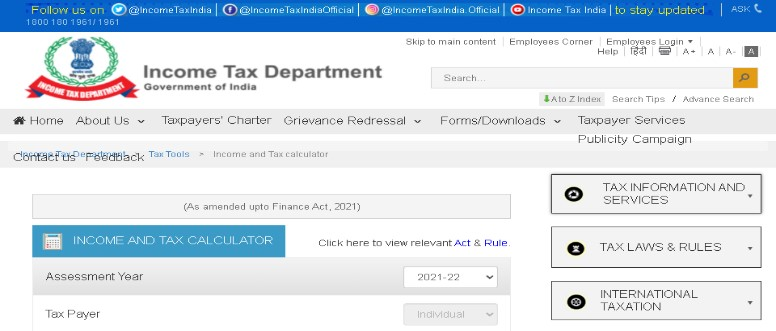 Follow us on @IncomeTaxIndia | @IncomeTaxIndiaOfficial | @IncomeTaxIndia.Official | Income Tax India | to stay updated ASK
1800 180 1961/ 1961
Skip to main content Employees Corner Employees Login
Help हिंदी A+ A A- A
INCOME TAX DEPARTMENT
Income Tax Department
Government of India
Search...
A to Z Index Search Tips / Advance Search
Home About Us Taxpayers' Charter Grievance Redressal Forms/Downloads Taxpayer Services
Publicity Campaign
Contact us Feedback
Income Tax Department > Tax Tools > Income and Tax calculator
(As amended upto Finance Act, 2021)
INCOME AND TAX CALCULATOR Click here to view relevant Act & Rule.
Assessment Year 2021-22
Tax Payer Individual
TAX INFORMATION AND
SERVICES
TAX LAWS & RULES
INTERNATIONAL
TAXATION